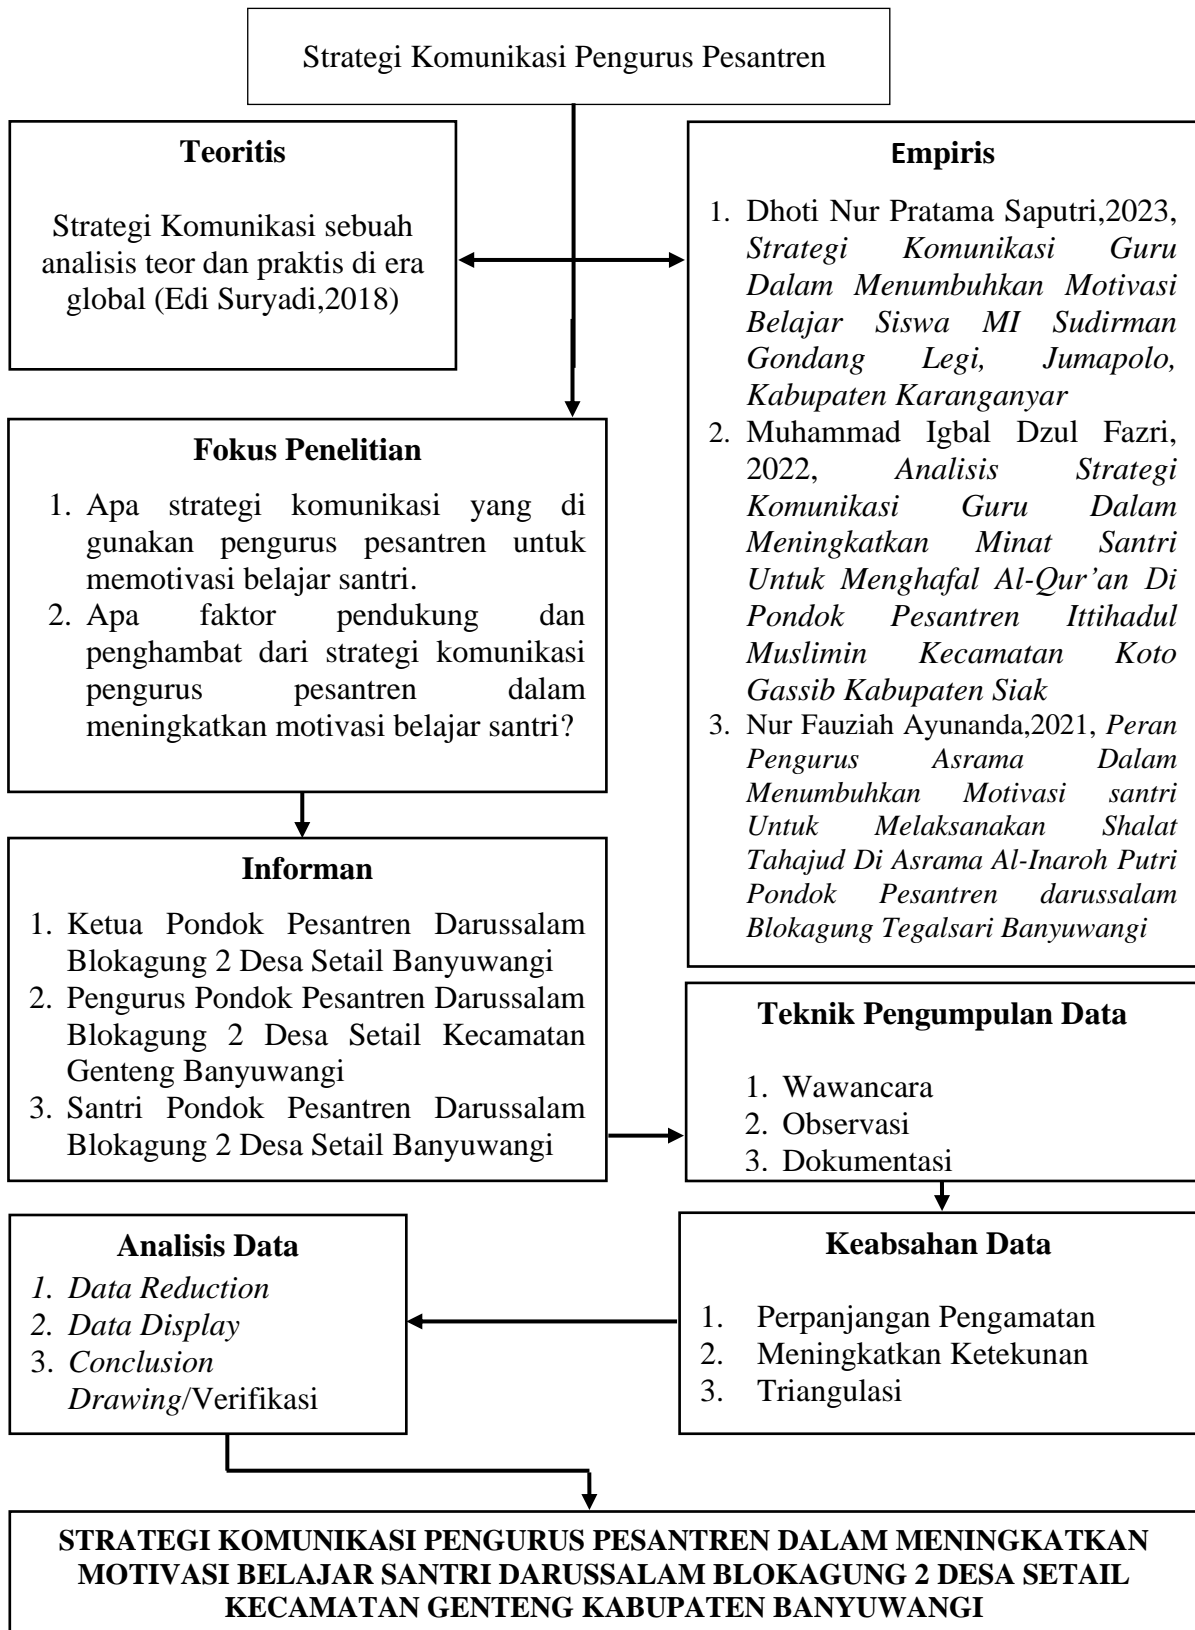 Strategi Komunikasi Pengurus Pesantren
Teoritis
Strategi Komunikasi sebuah
analisis teor dan praktis di era
global (Edi Suryadi,2018)
Empiris
1. Dhoti Nur Pratama Saputri,2023,
Strategi Komunikasi Guru
Dalam Menumbuhkan Motivasi
Belajar Siswa MI Sudirman
Gondang Legi, Jumapolo,
Kabupaten Karanganyar
2. Muhammad Igbal Dzul Fazri,
2022, Analisis Strategi
Komunikasi Guru Dalam
Meningkatkan Minat Santri
Untuk Menghafal Al-Qur’an Di
Pondok Pesantren Ittihadul
Muslimin Kecamatan Koto
Gassib Kabupaten Siak
3. Nur Fauziah Ayunanda,2021, Peran
Pengurus Asrama Dalam
Menumbuhkan Motivasi santri
Untuk Melaksanakan Shalat
Tahajud Di Asrama Al-Inaroh Putri
Pondok Pesantren darussalam
Blokagung Tegalsari Banyuwangi
Fokus Penelitian
1. Apa strategi komunikasi yang di
gunakan pengurus pesantren untuk
memotivasi belajar santri.
2. Apa faktor pendukung dan
penghambat dari strategi komunikasi
pengurus pesantren dalam
meningkatkan motivasi belajar santri?
Informan
1. Ketua Pondok Pesantren Darussalam
Blokagung 2 Desa Setail Banyuwangi
2. Pengurus Pondok Pesantren Darussalam
Blokagung 2 Desa Setail Kecamatan
Genteng Banyuwangi
3. Santri Pondok Pesantren Darussalam
Blokagung 2 Desa Setail Banyuwangi
Teknik Pengumpulan Data
1. Wawancara
2. Observasi
3. Dokumentasi
Keabsahan Data
1. Perpanjangan Pengamatan
2. Meningkatkan Ketekunan
3. Triangulasi
Analisis Data
1. Data Reduction
2. Data Display
3. Conclusion
Drawing/Verifikasi
STRATEGI KOMUNIKASI PENGURUS PESANTREN DALAM MENINGKATKAN
MOTIVASI BELAJAR SANTRI DARUSSALAM BLOKAGUNG 2 DESA SETAIL
KECAMATAN GENTENG KABUPATEN BANYUWANGI